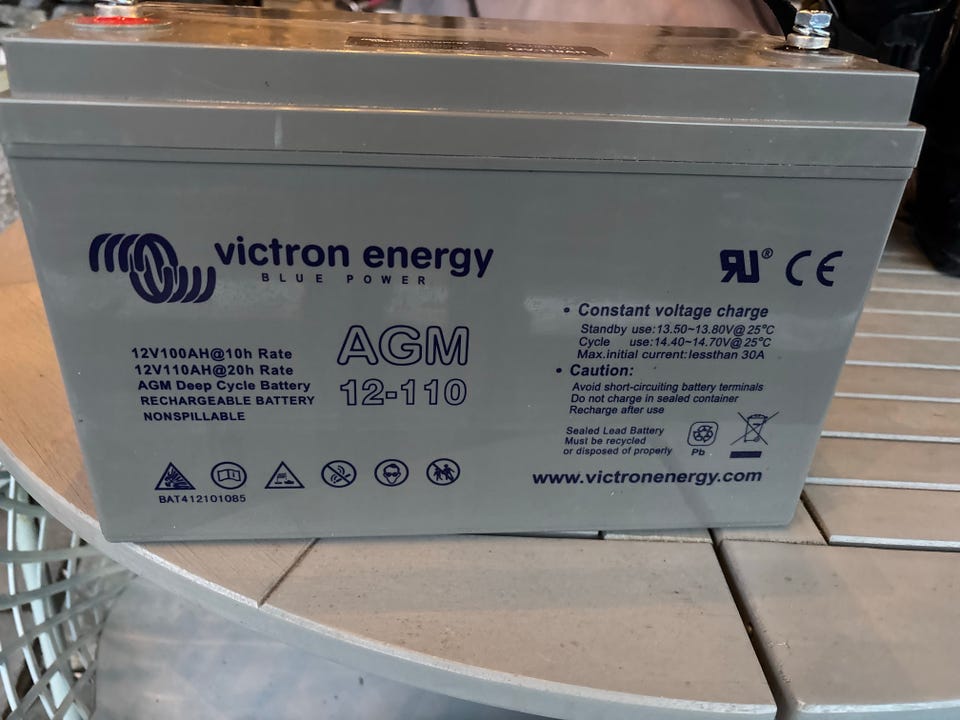 victron energy
BLUE POWER
12V100AH@10h Rate
12V110AH@20h Rate
AGM Deep Cycle Battery
RECHARGEABLE BATTERY
NONSPILLABLE
AGM
12-110
BAT412101085
RU® CE
• Constant voltage charge
Standby use:13.50~13.80V@ 25°C
Cycle use:14.40~14.70V@ 25°C
Max.initial current:lessthan 30A
• Caution:
Avoid short-circuiting battery terminals
Do not charge in sealed container
Recharge after use
Sealed Lead Battery
Must be recycled
or disposed of properly
Pb
www.victronenergy.com